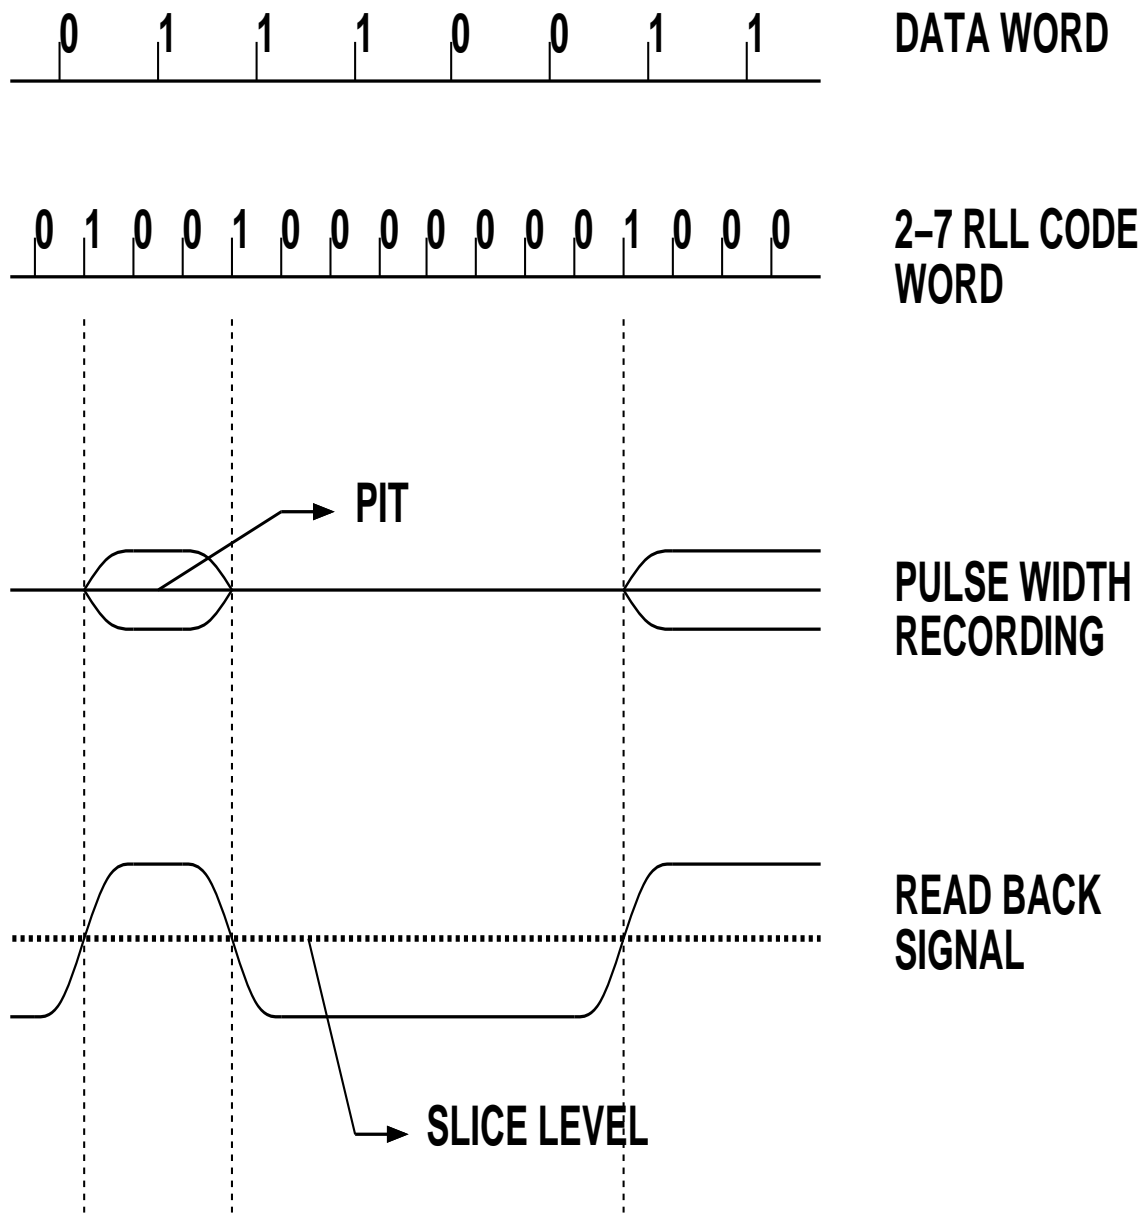 0 1 1 1 0 0 1 1 DATA WORD
0 1 0 0 1 0 0 0 0 0 0 0 1 0 0 0 2–7 RLL CODE
WORD
PIT
PULSE WIDTH
RECORDING
READ BACK
SIGNAL
SLICE LEVEL